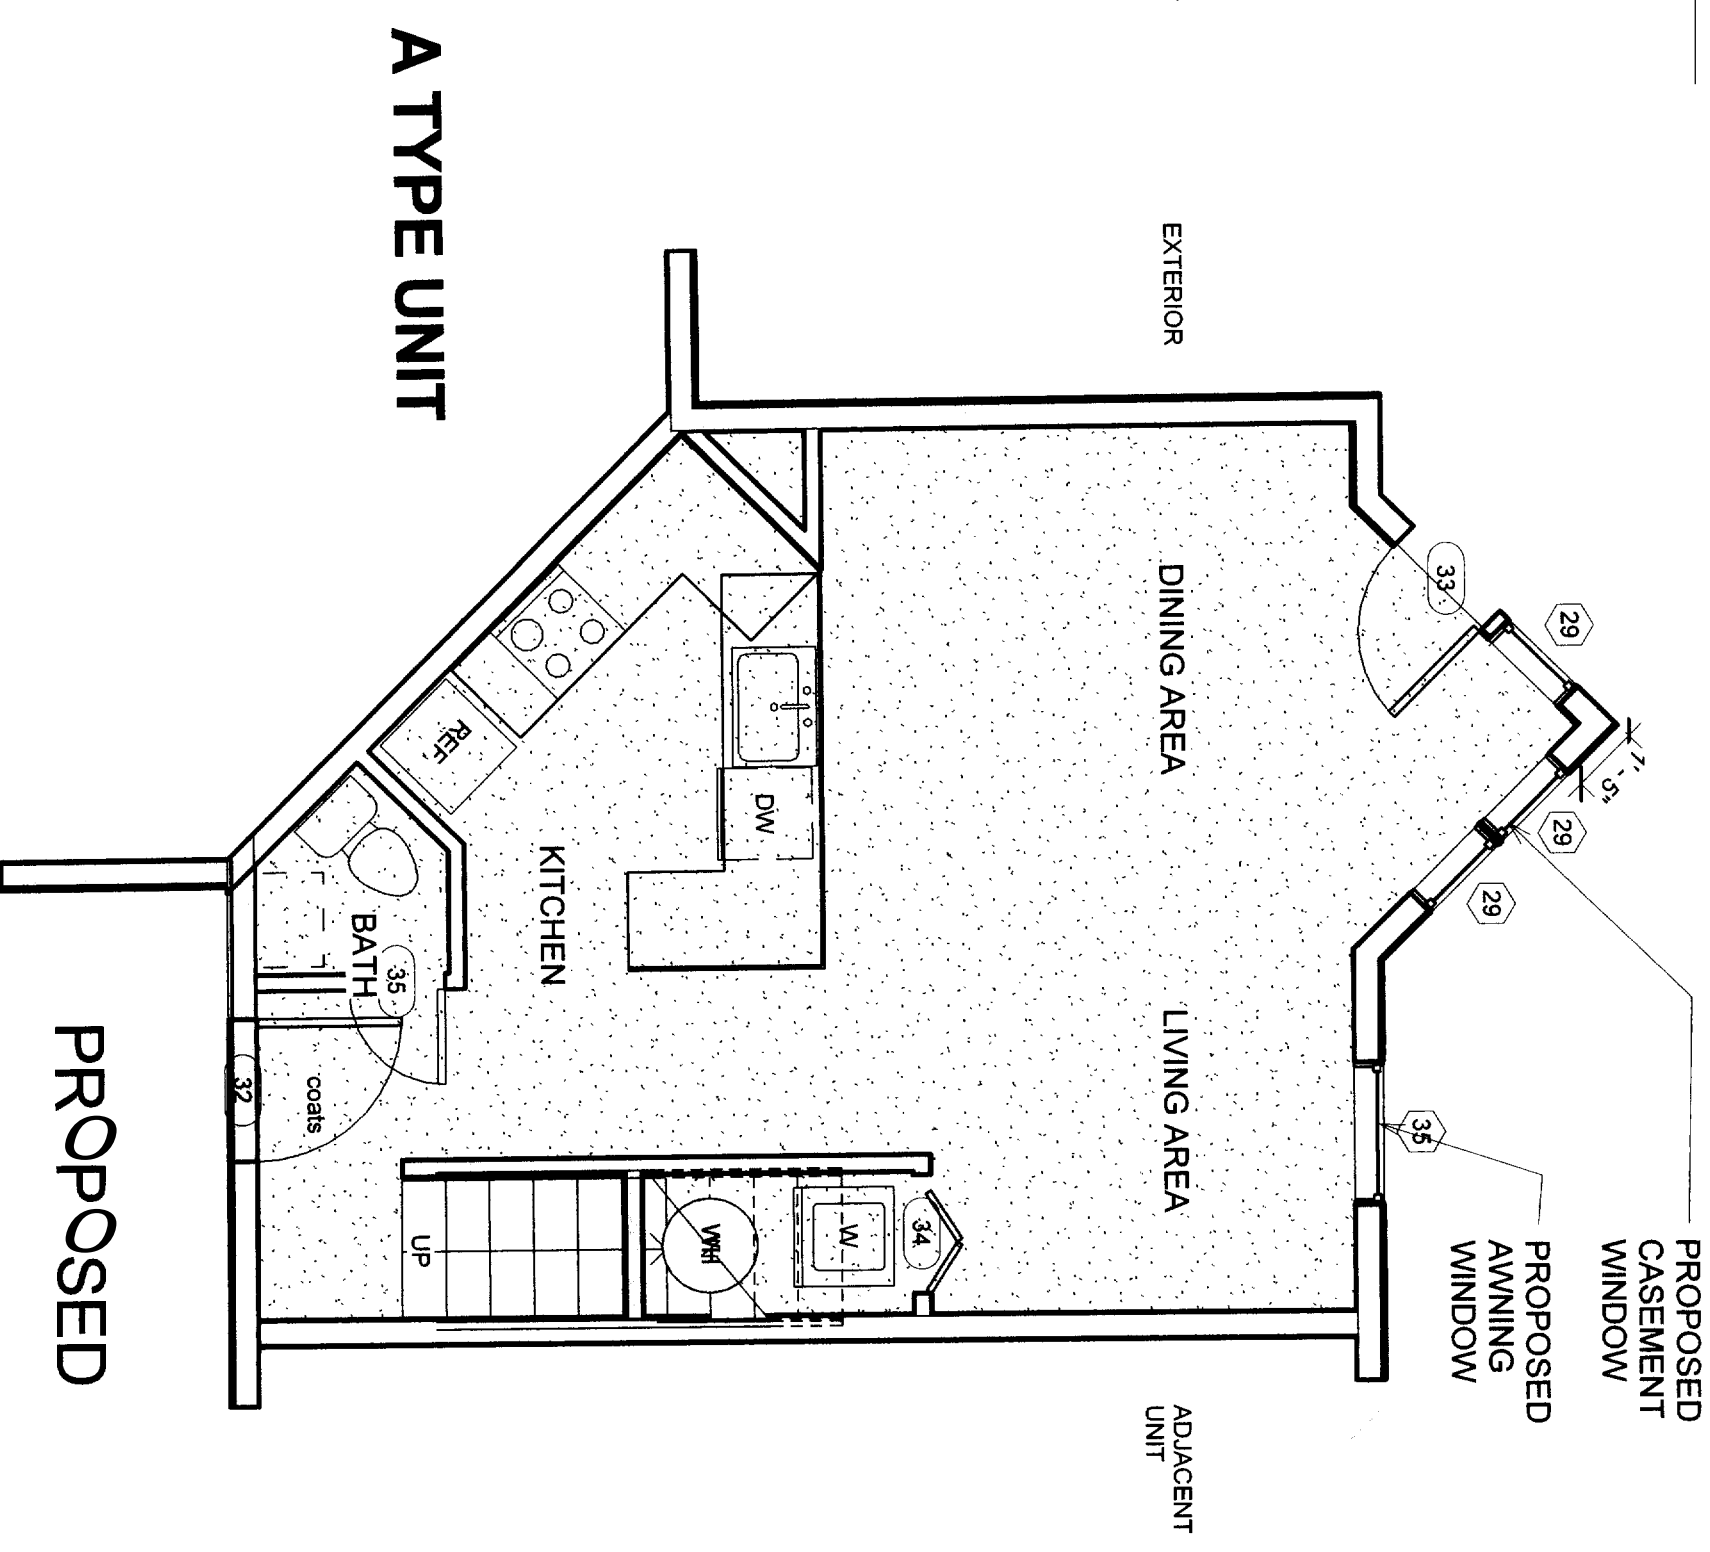 PROPOSED
CASEMENT
WINDOW
PROPOSED
AWNING
WINDOW
29
7' - 5"
29
29
33
35
EXTERIOR
DINING AREA
LIVING AREA
ADJACENT
UNIT
34
W
WH
DW
KITCHEN
REF.
UP
35
BATH
coats
32
A TYPE UNIT
PROPOSED